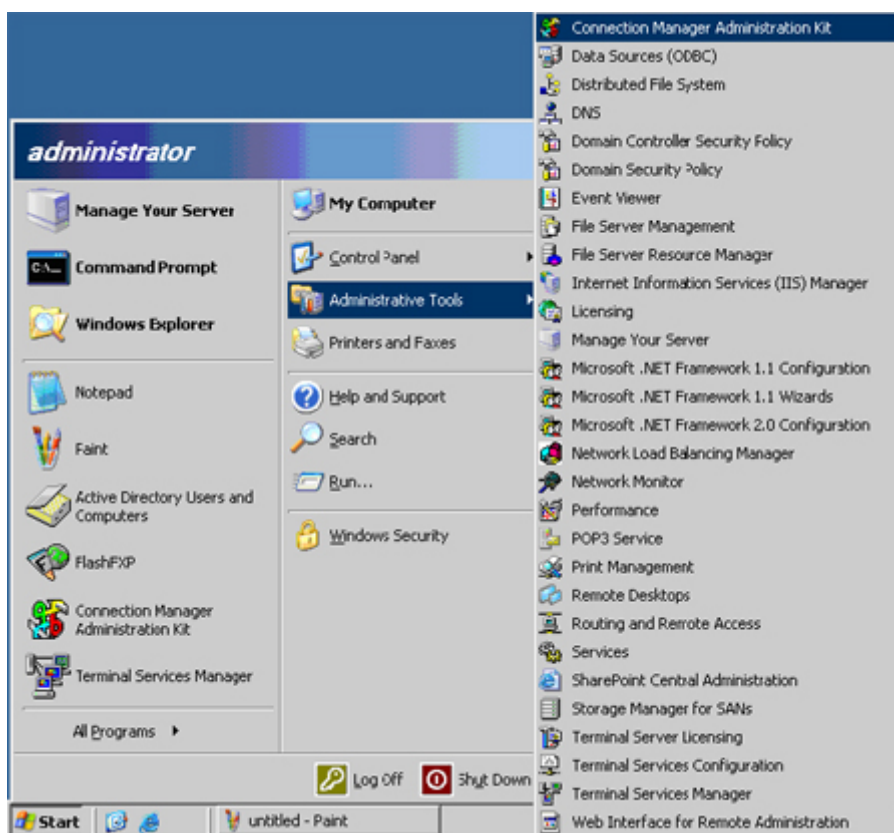 administrator
Manage Your Server
Command Prompt
Windows Explorer
Notepad
Paint
Active Directory Users and
Computers
FlashFXP
Connection Manager
Administration Kit
Terminal Services Manager
All Programs
My Computer
Control Panel
Administrative Tools
Printers and Faxes
Help and Support
Search
Run...
Windows Security
Log Off
Shut Down
Start
untitled - Paint
Connection Manager Administration Kit
Data Sources (ODBC)
Distributed File System
DNS
Domain Controller Security Policy
Domain Security Policy
Event Viewer
File Server Management
File Server Resource Manager
Internet Information Services (IIS) Manager
Licensing
Manage Your Server
Microsoft .NET Framework 1.1 Configuration
Microsoft .NET Framework 1.1 Wizards
Microsoft .NET Framework 2.0 Configuration
Network Load Balancing Manager
Network Monitor
Performance
POP3 Service
Print Management
Remote Desktops
Routing and Remote Access
Services
SharePoint Central Administration
Storage Manager for SANs
Terminal Server Licensing
Terminal Services Configuration
Terminal Services Manager
Web Interface for Remote Administration